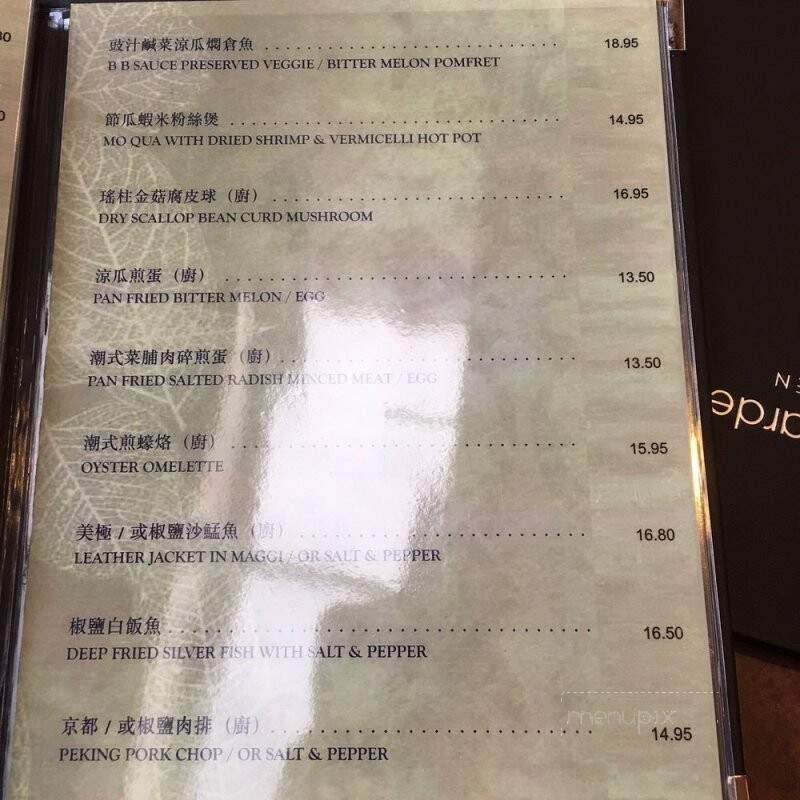 豉汁鹹菜涼瓜燜倉魚 18.95
B B SAUCE PRESERVED VEGGIE / BITTER MELON POMFRET
節瓜蝦米粉絲煲 14.95
MO QUA WITH DRIED SHRIMP & VERMICELLI HOT POT
瑤柱金菇腐皮球（廚） 16.95
DRY SCALLOP BEAN CURD MUSHROOM
涼瓜煎蛋（廚） 13.50
PAN FRIED BITTER MELON / EGG
潮式菜脯肉碎煎蛋（廚） 13.50
PAN FRIED SALTED RADISH MINCED MEAT / EGG
潮式煎蠔烙（廚） 15.95
OYSTER OMELETTE
美極 / 或椒鹽沙鯭魚（廚） 16.80
LEATHER JACKET IN MAGGI / OR SALT & PEPPER
椒鹽白飯魚 16.50
DEEP FRIED SILVER FISH WITH SALT & PEPPER
京都 / 或椒鹽肉排（廚） 14.95
PEKING PORK CHOP / OR SALT & PEPPER
menupix